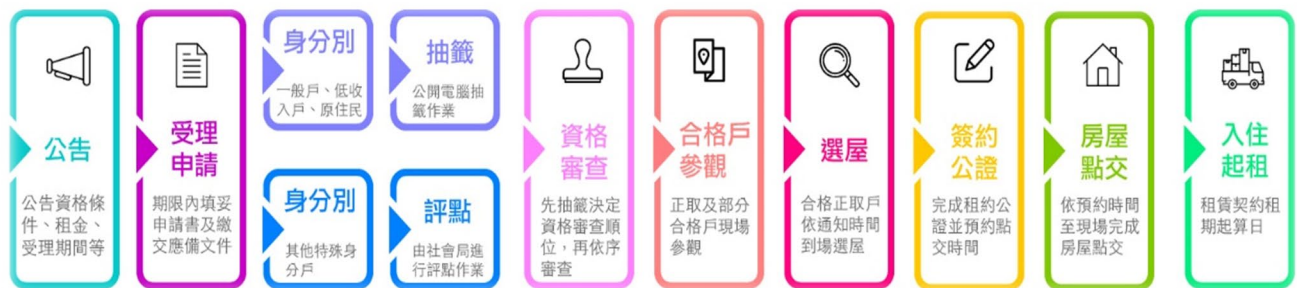 公告
公告資格條
件、租金、
受理期間等
受理
申請
期限內填妥
申請書及繳
交應備文件
身分別
一般戶、低收
入戶、原住民
抽籤
公開電腦抽
籤作業
身分別
其他特殊身
分戶
評點
由社會局進
行評點作業
資格
審查
先抽籤決定
資格審查順
位，再依序
審查
合格戶
參觀
正取及部分
合格戶現場
參觀
選屋
合格正取戶
依通知時間
到場選屋
簽約
公證
完成租約公
證並預約點
交時間
房屋
點交
依預約時間
至現場完成
房屋點交
入住
起租
租賃契約租
期起算日